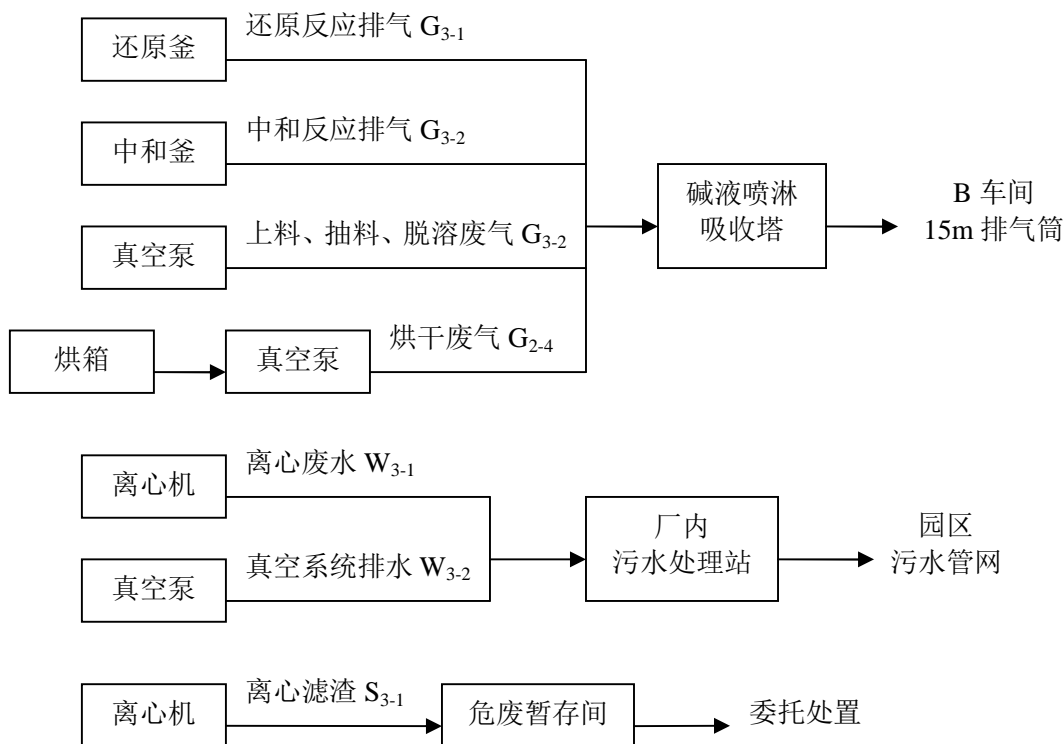 还原釜
还原反应排气 G3-1
中和釜
中和反应排气 G3-2
真空泵
上料、抽料、脱溶废气 G3-2
烘箱
真空泵
烘干废气 G2-4
碱液喷淋
吸收塔
B 车间
15m 排气筒
离心机
离心废水 W3-1
真空泵
真空系统排水 W3-2
厂内
污水处理站
园区
污水管网
离心机
离心滤渣 S3-1
危废暂存间
委托处置